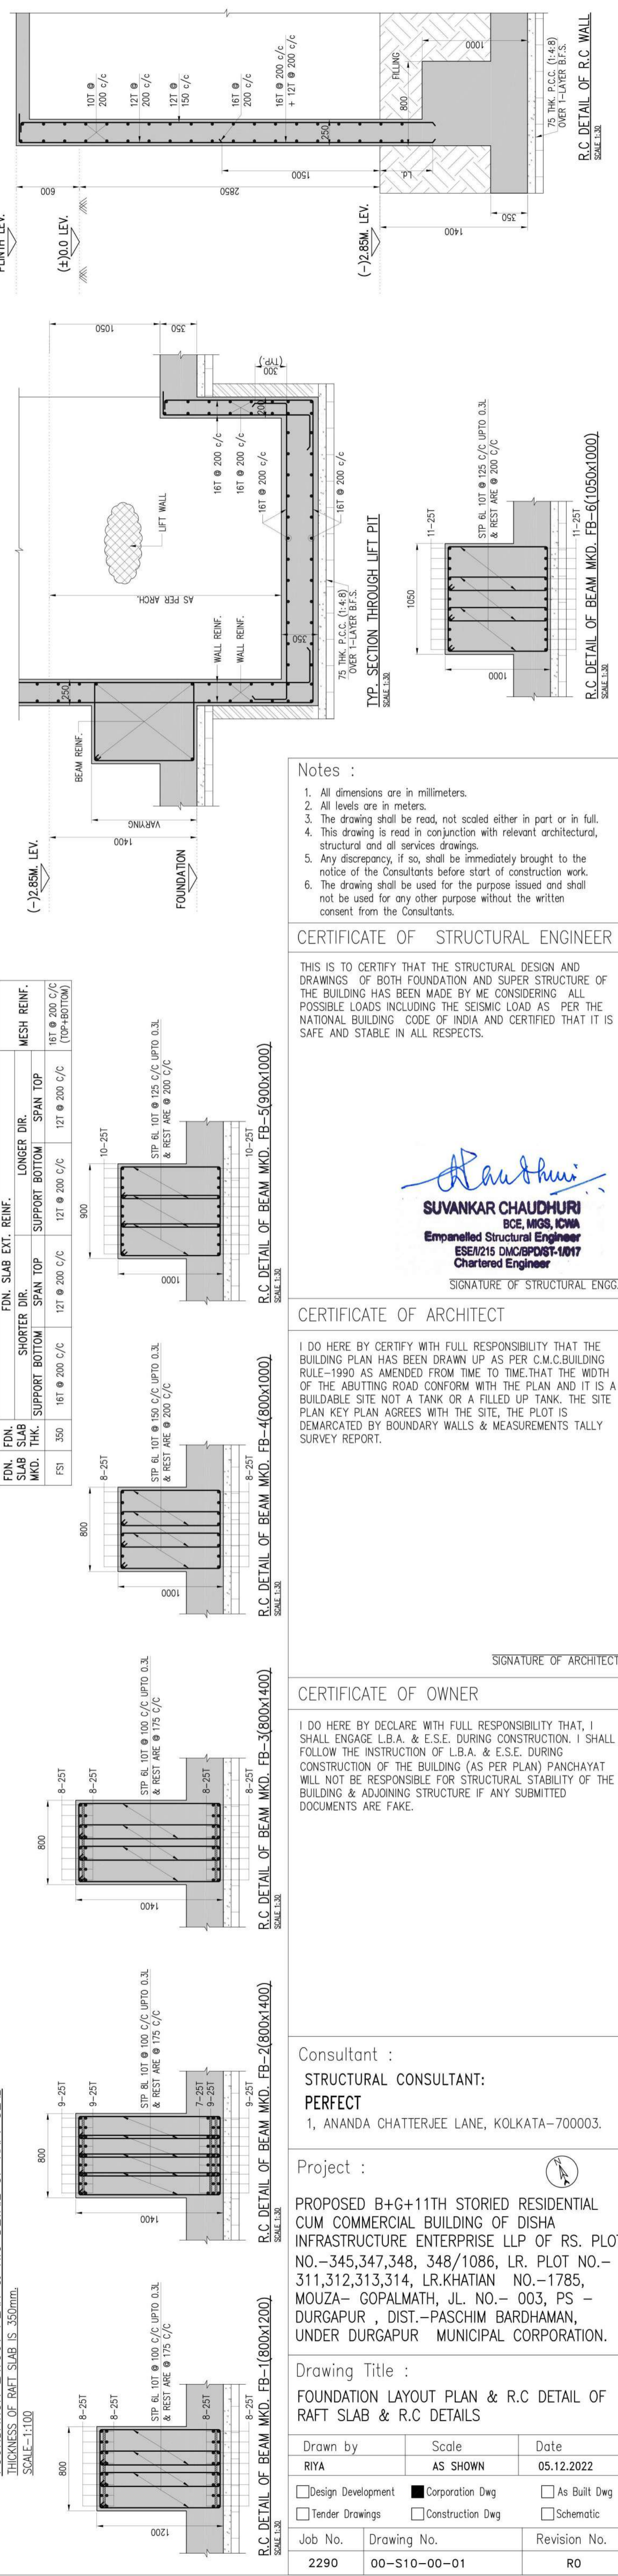 PLINTH LEV.
(±)0.0 LEV.
(-)2.85M. LEV.
600
2850
1500
Ld.
1400
350
10T @
200 c/c
12T @
200 c/c
12T @
150 c/c
16T @
200 c/c
16T @ 200 c/c
+ 12T @ 200 c/c
250
FILLING
800
1000
75 THK. P.C.C. (1:4:8)
OVER 1-LAYER B.F.S.
R.C DETAIL OF R.C WALL
SCALE 1:30
(-)2.85M. LEV.
FOUNDATION
1400
VARYING
BEAM REINF.
250
AS PER ARCH.
LIFT WALL
WALL REINF.
WALL REINF.
350
1050
350
16T @ 200 c/c
16T @ 200 c/c
16T @ 200 c/c
16T @ 200 c/c
200
300
(TYP.)
75 THK. P.C.C. (1:4:8)
OVER 1-LAYER B.F.S.
TYP. SECTION THROUGH LIFT PIT
SCALE 1:30
1050
1000
11-25T
STP 6L 10T @ 125 C/C UPTO 0.3L
& REST ARE @ 200 C/C
11-25T
R.C DETAIL OF BEAM MKD. FB-6(1050x1000)
SCALE 1:30
FDN. SLAB MKD.
FDN. SLAB THK.
FDN. SLAB EXT. REINF.
SHORTER DIR.
LONGER DIR.
MESH REINF.
SUPPORT BOTTOM
SPAN TOP
SUPPORT BOTTOM
SPAN TOP
FS1
350
16T @ 200 C/C
12T @ 200 C/C
12T @ 200 C/C
12T @ 200 C/C
16T @ 200 C/C
(TOP+BOTTOM)
900
1000
10-25T
STP 6L 10T @ 125 C/C UPTO 0.3L
& REST ARE @ 200 C/C
10-25T
R.C DETAIL OF BEAM MKD. FB-5(900x1000)
SCALE 1:30
800
1000
8-25T
STP 6L 10T @ 150 C/C UPTO 0.3L
& REST ARE @ 200 C/C
8-25T
R.C DETAIL OF BEAM MKD. FB-4(800x1000)
SCALE 1:30
800
1400
8-25T
8-25T
STP 6L 10T @ 100 C/C UPTO 0.3L
& REST ARE @ 175 C/C
8-25T
8-25T
R.C DETAIL OF BEAM MKD. FB-3(800x1400)
SCALE 1:30
800
1400
9-25T
9-25T
STP 8L 10T @ 100 C/C UPTO 0.3L
& REST ARE @ 175 C/C
7-25T
9-25T
9-25T
R.C DETAIL OF BEAM MKD. FB-2(800x1400)
SCALE 1:30
THICKNESS OF RAFT SLAB IS 350mm.
SCALE-1:100
800
1200
8-25T
8-25T
STP 6L 10T @ 100 C/C UPTO 0.3L
& REST ARE @ 175 C/C
8-25T
8-25T
R.C DETAIL OF BEAM MKD. FB-1(800x1200)
SCALE 1:30
Notes :
1. All dimensions are in millimeters.
2. All levels are in meters.
3. The drawing shall be read, not scaled either in part or in full.
4. This drawing is read in conjunction with relevant architectural,
structural and all services drawings.
5. Any discrepancy, if so, shall be immediately brought to the
notice of the Consultants before start of construction work.
6. The drawing shall be used for the purpose issued and shall
not be used for any other purpose without the written
consent from the Consultants.
CERTIFICATE OF STRUCTURAL ENGINEER
THIS IS TO CERTIFY THAT THE STRUCTURAL DESIGN AND
DRAWINGS OF BOTH FOUNDATION AND SUPER STRUCTURE OF
THE BUILDING HAS BEEN MADE BY ME CONSIDERING ALL
POSSIBLE LOADS INCLUDING THE SEISMIC LOAD AS PER THE
NATIONAL BUILDING CODE OF INDIA AND CERTIFIED THAT IT IS
SAFE AND STABLE IN ALL RESPECTS.
SUVANKAR CHAUDHURI
BCE, MIGS, ICWA
Empanelled Structural Engineer
ESE/I/215 DMC/BPD/ST-1/017
Chartered Engineer
SIGNATURE OF STRUCTURAL ENGG.
CERTIFICATE OF ARCHITECT
I DO HERE BY CERTIFY WITH FULL RESPONSIBILITY THAT THE
BUILDING PLAN HAS BEEN DRAWN UP AS PER C.M.C.BUILDING
RULE-1990 AS AMENDED FROM TIME TO TIME.THAT THE WIDTH
OF THE ABUTTING ROAD CONFORM WITH THE PLAN AND IT IS A
BUILDABLE SITE NOT A TANK OR A FILLED UP TANK. THE SITE
PLAN KEY PLAN AGREES WITH THE SITE, THE PLOT IS
DEMARCATED BY BOUNDARY WALLS & MEASUREMENTS TALLY
SURVEY REPORT.
SIGNATURE OF ARCHITECT
CERTIFICATE OF OWNER
I DO HERE BY DECLARE WITH FULL RESPONSIBILITY THAT, I
SHALL ENGAGE L.B.A. & E.S.E. DURING CONSTRUCTION. I SHALL
FOLLOW THE INSTRUCTION OF L.B.A. & E.S.E. DURING
CONSTRUCTION OF THE BUILDING (AS PER PLAN) PANCHAYAT
WILL NOT BE RESPONSIBLE FOR STRUCTURAL STABILITY OF THE
BUILDING & ADJOINING STRUCTURE IF ANY SUBMITTED
DOCUMENTS ARE FAKE.
Consultant :
STRUCTURAL CONSULTANT:
PERFECT
1, ANANDA CHATTERJEE LANE, KOLKATA-700003.
Project :
N
PROPOSED B+G+11TH STORIED RESIDENTIAL
CUM COMMERCIAL BUILDING OF DISHA
INFRASTRUCTURE ENTERPRISE LLP OF RS. PLOT
NO.-345,347,348, 348/1086, LR. PLOT NO.-
311,312,313,314, LR.KHATIAN NO.-1785,
MOUZA- GOPALMATH, JL. NO.- 003, PS -
DURGAPUR , DIST.-PASCHIM BARDHAMAN,
UNDER DURGAPUR MUNICIPAL CORPORATION.
Drawing Title :
FOUNDATION LAYOUT PLAN & R.C DETAIL OF
RAFT SLAB & R.C DETAILS
Drawn by Scale Date
RIYA AS SHOWN 05.12.2022
Design Development Corporation Dwg As Built Dwg
Tender Drawings Construction Dwg Schematic
Job No. Drawing No. Revision No.
2290 00-S10-00-01 R0